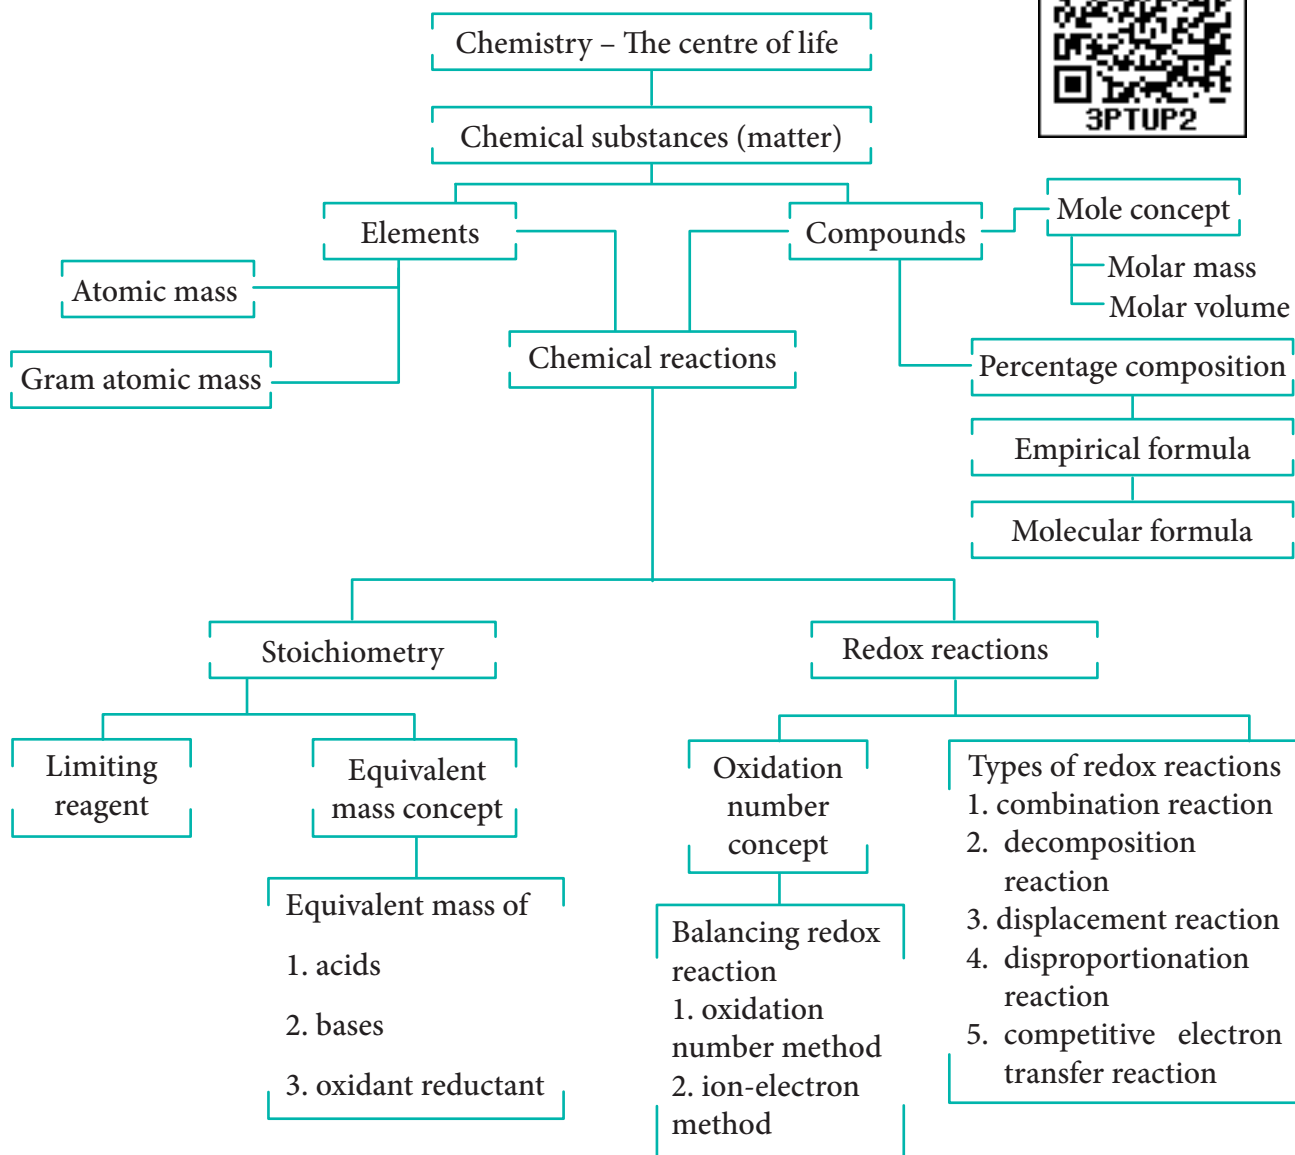 Chemistry – The centre of life
3PTUP2
Chemical substances (matter)
Elements
Compounds
Mole concept
Molar mass
Molar volume
Atomic mass
Gram atomic mass
Chemical reactions
Percentage composition
Empirical formula
Molecular formula
Stoichiometry
Redox reactions
Limiting
reagent
Equivalent
mass concept
Equivalent mass of
1. acids
2. bases
3. oxidant reductant
Oxidation
number
concept
Balancing redox
reaction
1. oxidation
number method
2. ion-electron
method
Types of redox reactions
1. combination reaction
2. decomposition
reaction
3. displacement reaction
4. disproportionation
reaction
5. competitive electron
transfer reaction